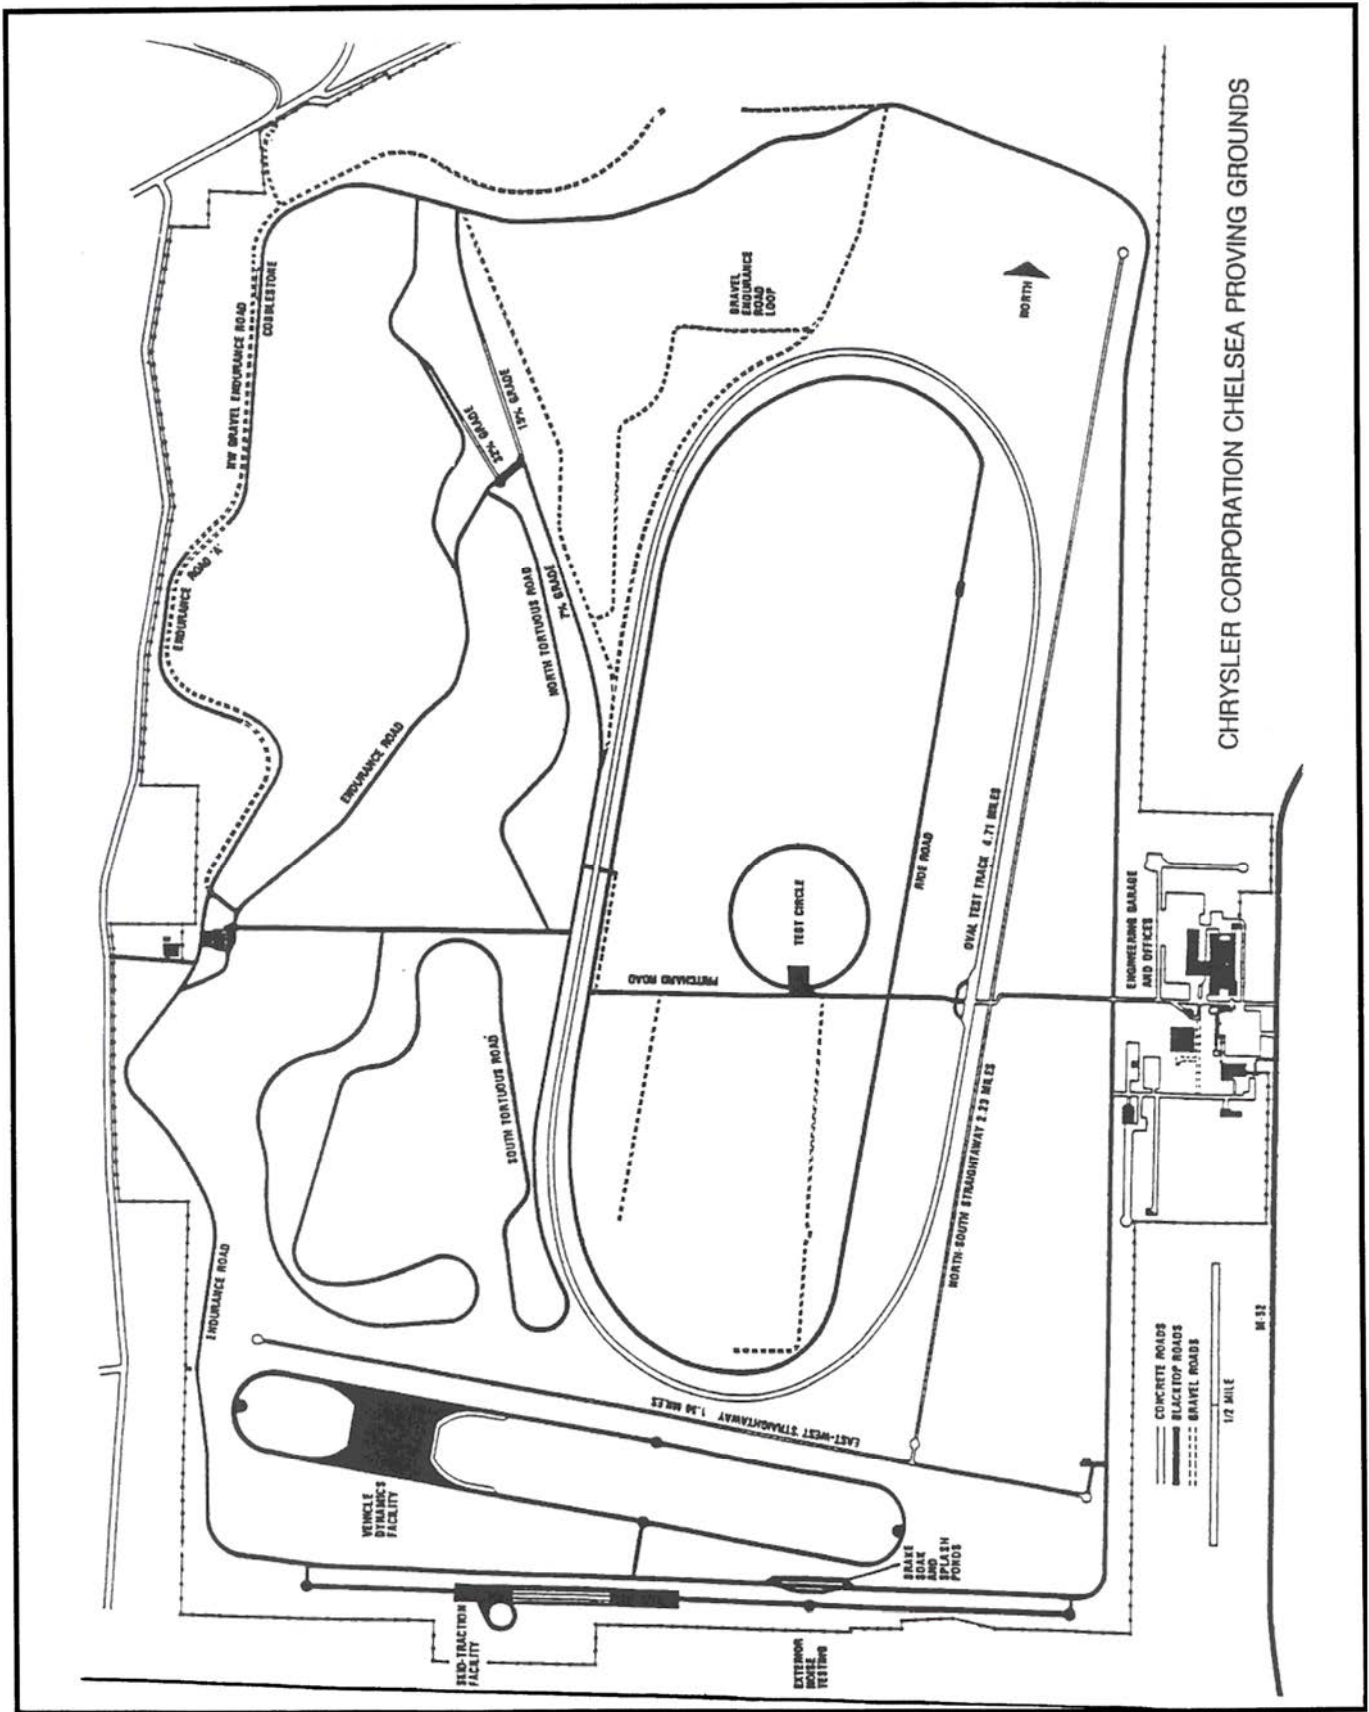 CHRYSLER CORPORATION CHELSEA PROVING GROUNDS
NW GRAVEL ENDURANCE ROAD
COBBLESTONE
ENDURANCE ROAD 'A'
32% GRADE
15% GRADE
GRAVEL
ENDURANCE
ROAD
LOOP
NORTH
NORTH TORTUOUS ROAD
7% GRADE
ENDURANCE ROAD
TEST CIRCLE
RIDE ROAD
OVAL TEST TRACK 4.71 MILES
PRITCHARD ROAD
ENGINEERING GARAGE
AND OFFICES
SOUTH TORTUOUS ROAD
NORTH-SOUTH STRAIGHTAWAY 2.23 MILES
ENDURANCE ROAD
EAST-WEST STRAIGHTAWAY 1.36 MILES
VEHICLE
DYNAMICS
FACILITY
BRAKE
SOAK
AND
SPLASH
PONDS
SKID-TRACTION
FACILITY
EXTERIOR
NOISE
TESTING
CONCRETE ROADS
BLACKTOP ROADS
GRAVEL ROADS
1/2 MILE
M-52